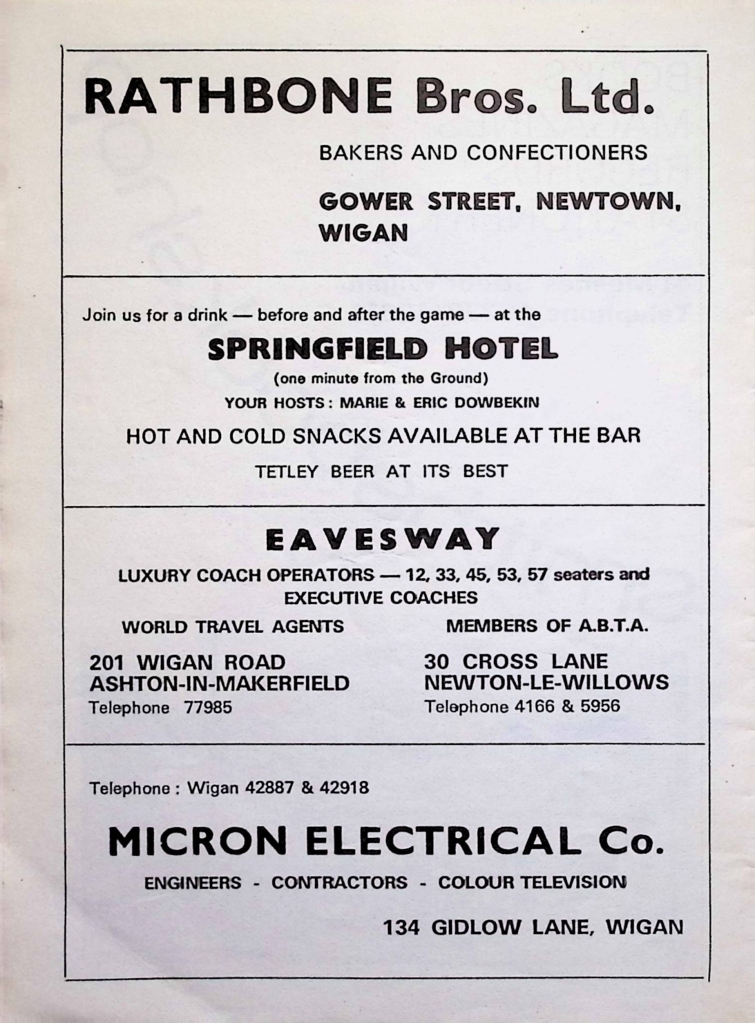 RATHBONE Bros. Ltd.
BAKERS AND CONFECTIONERS
GOWER STREET, NEWTOWN,
WIGAN
Join us for a drink — before and after the game — at the
SPRINGFIELD HOTEL
(one minute from the Ground)
YOUR HOSTS : MARIE & ERIC DOWBEKIN
HOT AND COLD SNACKS AVAILABLE AT THE BAR
TETLEY BEER AT ITS BEST
EAVESWAY
LUXURY COACH OPERATORS — 12, 33, 45, 53, 57 seaters and
EXECUTIVE COACHES
WORLD TRAVEL AGENTS MEMBERS OF A.B.T.A.
201 WIGAN ROAD 30 CROSS LANE
ASHTON-IN-MAKERFIELD NEWTON-LE-WILLOWS
Telephone 77985 Telephone 4166 & 5956
Telephone : Wigan 42887 & 42918
MICRON ELECTRICAL Co.
ENGINEERS - CONTRACTORS - COLOUR TELEVISION
134 GIDLOW LANE, WIGAN